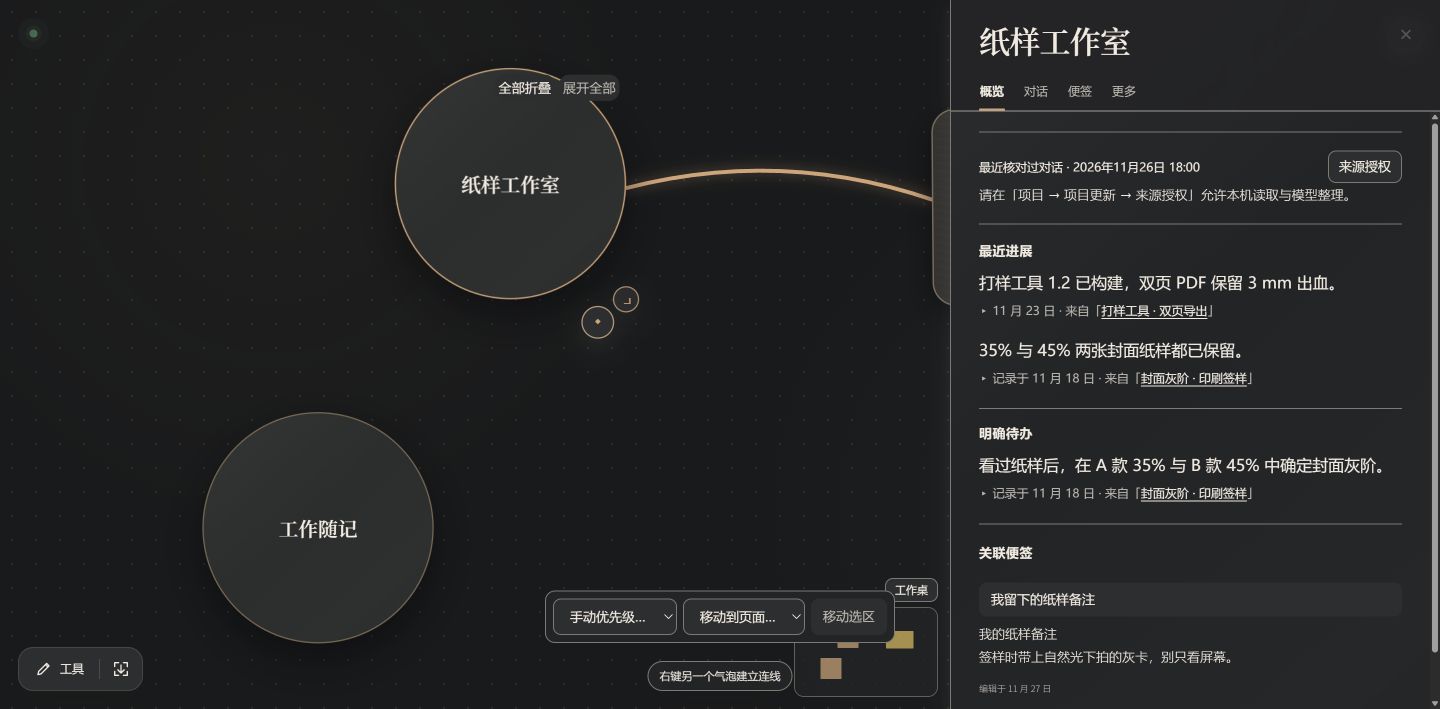 全部折叠 展开全部
纸样工作室
工作随记
工具
手动优先级...
移动到页面...
移动选区
工作桌
右键另一个气泡建立连线
纸样工作室
概览 对话 便签 更多
最近核对过对话 · 2026年11月26日 18:00
来源授权
请在「项目 → 项目更新 → 来源授权」允许本机读取与模型整理。
最近进展
打样工具 1.2 已构建，双页 PDF 保留 3 mm 出血。
11 月 23 日 · 来自「打样工具 · 双页导出」
35% 与 45% 两张封面纸样都已保留。
记录于 11 月 18 日 · 来自「封面灰阶 · 印刷签样」
明确待办
看过纸样后，在 A 款 35% 与 B 款 45% 中确定封面灰阶。
记录于 11 月 18 日 · 来自「封面灰阶 · 印刷签样」
关联便签
我留下的纸样备注
我的纸样备注
签样时带上自然光下拍的灰卡，别只看屏幕。
编辑于 11 月 27 日